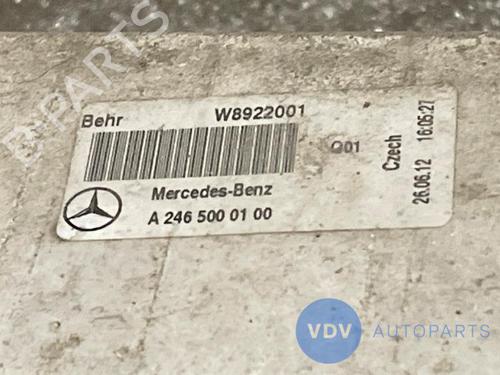 B-PARTS
Behr W8922001
Q01
Czech
26.06.12 16:05:27
Mercedes-Benz
A 246 500 01 00
VDV AUTOPARTS